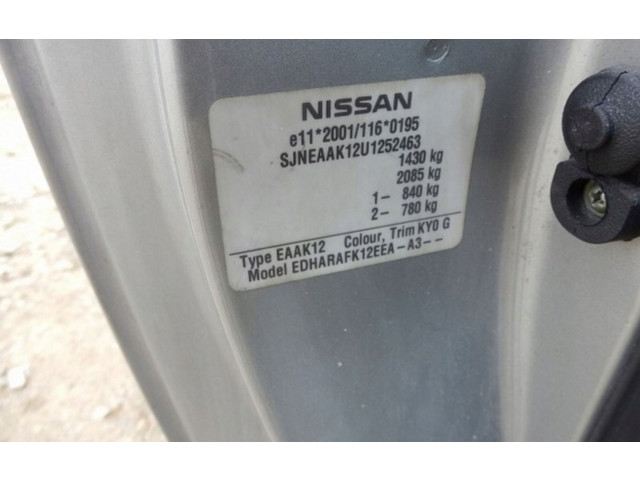 NISSAN
e11*2001/116*0195
SJNEAAK12U1252463
1430 kg
2085 kg
1- 840 kg
2- 780 kg
Type EAAK12 Colour, Trim KY0 G
Model EDHARAFK12EEA-A3--